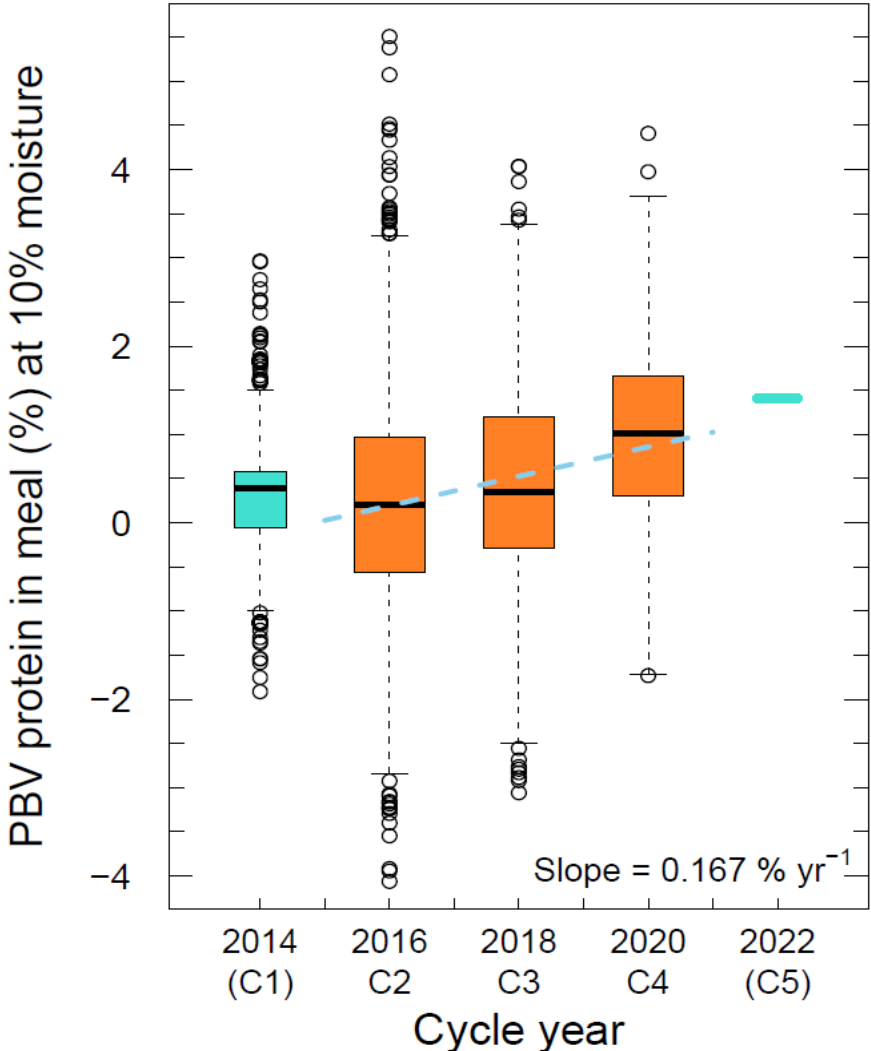 PBV protein in meal (%) at 10% moisture
4
2
0
−2
−4
Slope = 0.167 % yr⁻¹
2014 2016 2018 2020 2022
(C1) C2 C3 C4 (C5)
Cycle year